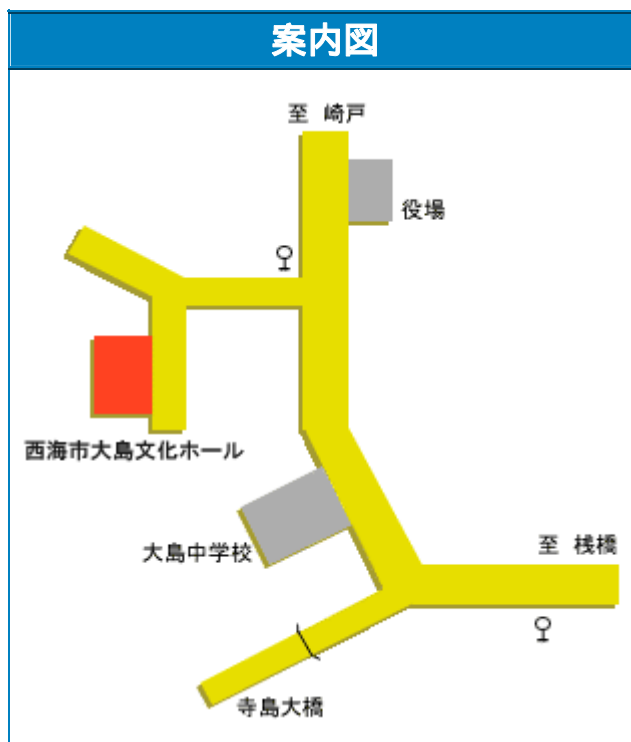 案内図
至 崎戸
役場
西海市大島文化ホール
大島中学校
至 桟橋
寺島大橋